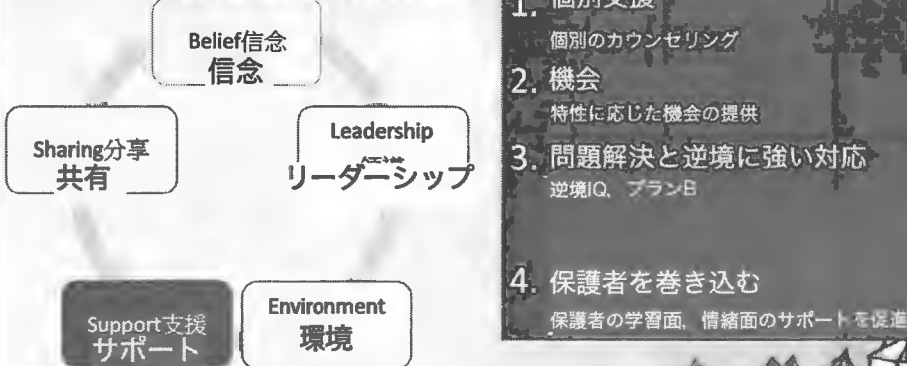 Belief信念
信念
Sharing分享
共有
Leadership
リーダーシップ
Support支援
サポート
Environment
環境
1. 個別支援
個別のカウンセリング
2. 機会
特性に応じた機会の提供
3. 問題解決と逆境に強い対応
逆境IQ、プランB
4. 保護者を巻き込む
保護者の学習面、情緒面のサポートを促進